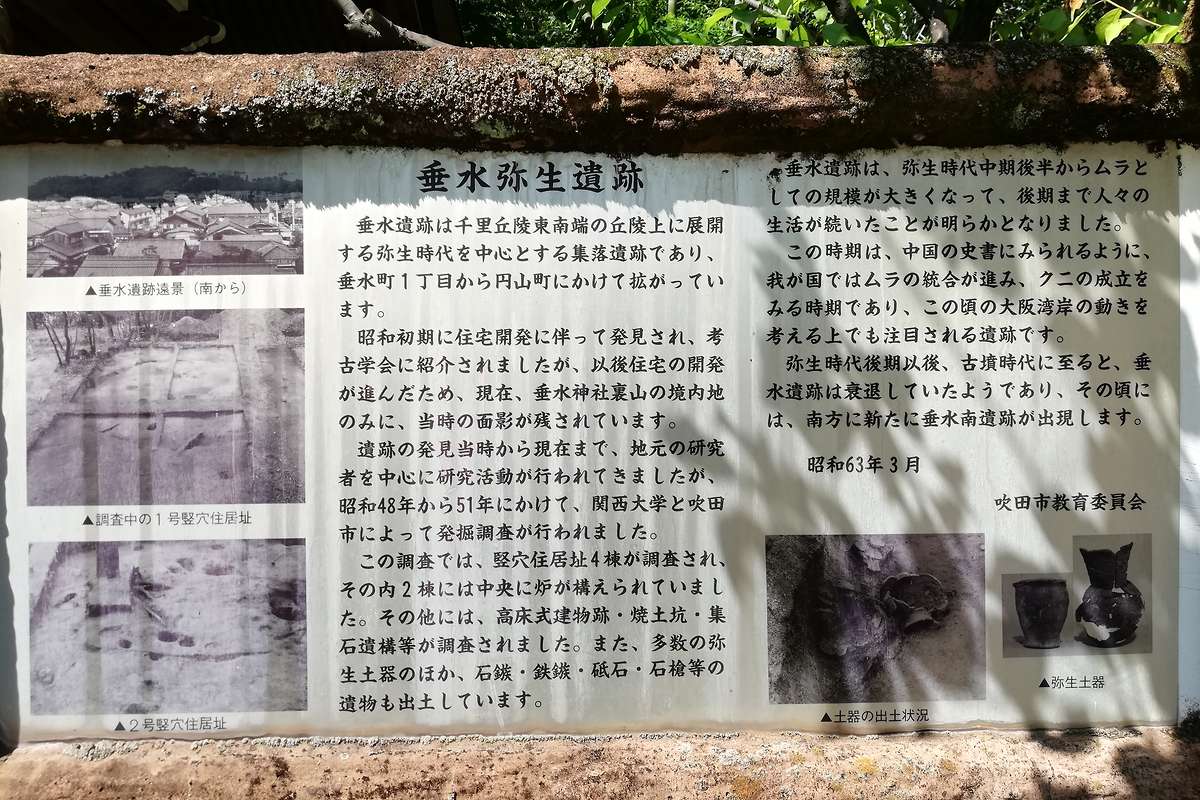 垂水弥生遺跡
垂水遺跡は千里丘陵東南端の丘陵上に展開
する弥生時代を中心とする集落遺跡であり、
垂水町1丁目から円山町にかけて拡がってい
ます。
昭和初期に住宅開発に伴って発見され、考
古学会に紹介されましたが、以後住宅の開発
が進んだため、現在、垂水神社裏山の境内地
のみに、当時の面影が残されています。
遺跡の発見当時から現在まで、地元の研究
者を中心に研究活動が行われてきましたが、
昭和48年から51年にかけて、関西大学と吹田
市によって発掘調査が行われました。
この調査では、竪穴住居址4棟が調査され、
その内2棟には中央に炉が構えられていまし
た。その他には、高床式建物跡・焼土坑・集
石遺構等が調査されました。また、多数の弥
生土器のほか、石鏃・鉄鏃・砥石・石槍等の
遺物も出土しています。
垂水遺跡は、弥生時代中期後半からムラと
しての規模が大きくなって、後期まで人々の
生活が続いたことが明らかとなりました。
この時期は、中国の史書にみられるように、
我が国ではムラの統合が進み、クニの成立を
みる時期であり、この頃の大阪湾岸の動きを
考える上でも注目される遺跡です。
弥生時代後期以後、古墳時代に至ると、垂
水遺跡は衰退していたようであり、その頃に
は、南方に新たに垂水南遺跡が出現します。
昭和63年3月
吹田市教育委員会
▲垂水遺跡遠景（南から）
▲調査中の1号竪穴住居址
▲2号竪穴住居址
▲土器の出土状況
▲弥生土器